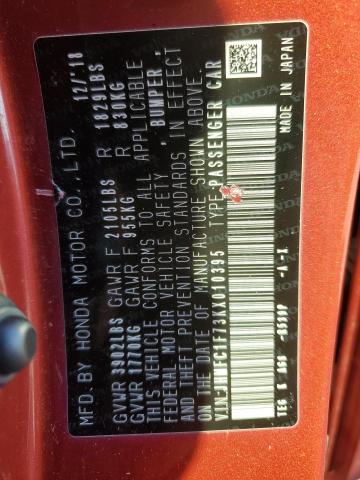 MFD. BY HONDA MOTOR CO., LTD. 12/'18
GVWR 3902LBS GAWR F 2105LBS R 1829LBS
GVWR 1770KG GAWR F 955KG R 830KG
THIS VEHICLE CONFORMS TO ALL APPLICABLE
FEDERAL MOTOR VEHICLE SAFETY, BUMPER,
AND THEFT PREVENTION STANDARDS IN EFFECT
ON THE DATE OF MANUFACTURE SHOWN ABOVE.
V.I.N: TYPE: PASSENGER CAR
MADE IN JAPAN